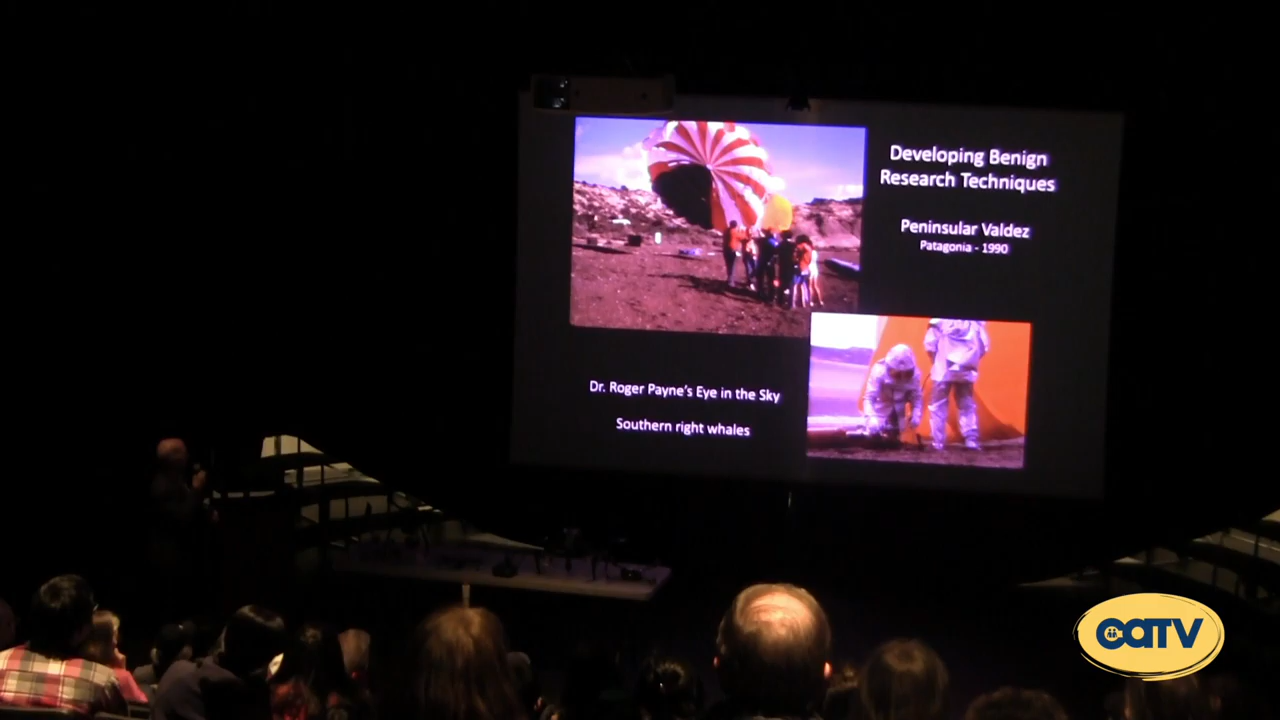 Developing Benign
Research Techniques
Peninsular Valdez
Patagonia - 1990
Dr. Roger Payne's Eye in the Sky
Southern right whales
CATV